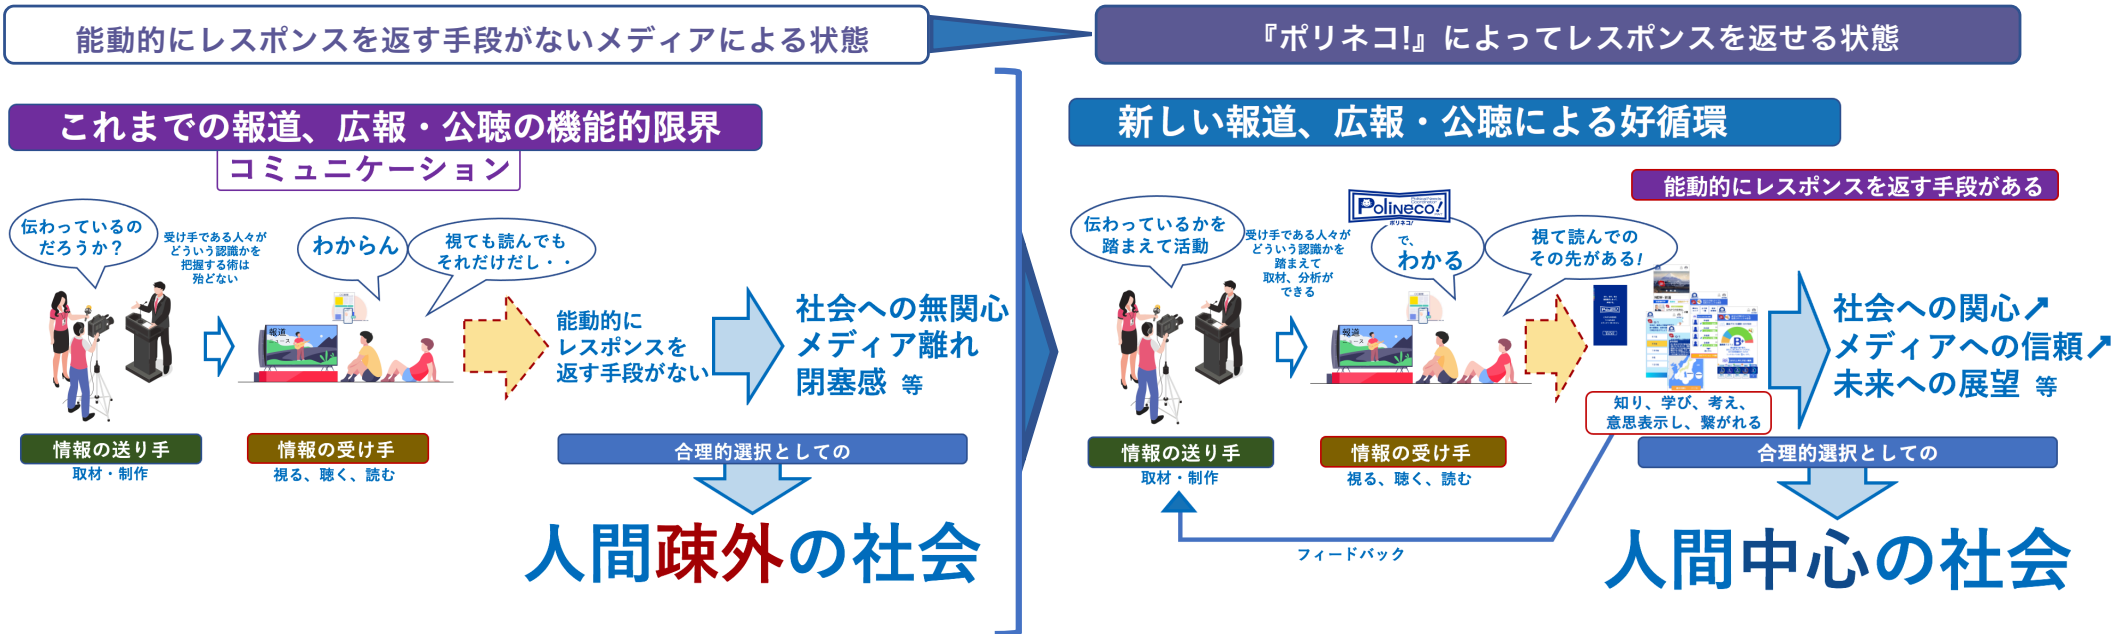 能動的にレスポンスを返す手段がないメディアによる状態
『ポリネコ!』によってレスポンスを返せる状態
これまでの報道、広報・公聴の機能的限界
コミュニケーション
伝わっているの
だろうか？
受け手である人々が
どういう認識かを
把握する術は
殆どない
わからん
視ても読んでも
それだけだし・・
報道
ニュース
能動的に
レスポンスを
返す手段がない
社会への無関心
メディア離れ
閉塞感 等
情報の送り手
取材・制作
情報の受け手
視る、聴く、読む
合理的選択としての
人間疎外の社会
新しい報道、広報・公聴による好循環
能動的にレスポンスを返す手段がある
伝わっているかを
踏まえて活動
受け手である人々が
どういう認識かを
踏まえて
取材、分析が
できる
PoliNeco!
ポリネコ!
で、
わかる
視て読んでの
その先がある!
報道
ニュース
B+
知り、学び、考え、
意思表示し、繋がれる
社会への関心↗
メディアへの信頼↗
未来への展望 等
情報の送り手
取材・制作
情報の受け手
視る、聴く、読む
合理的選択としての
フィードバック
人間中心の社会